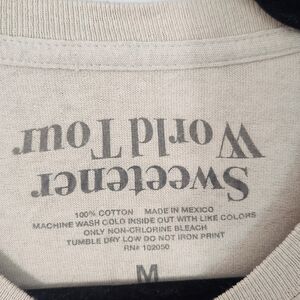 Sweetener
World Tour
100% COTTON MADE IN MEXICO
MACHINE WASH COLD INSIDE OUT WITH LIKE COLORS
ONLY NON-CHLORINE BLEACH
TUMBLE DRY LOW DO NOT IRON PRINT
RN# 102050
M